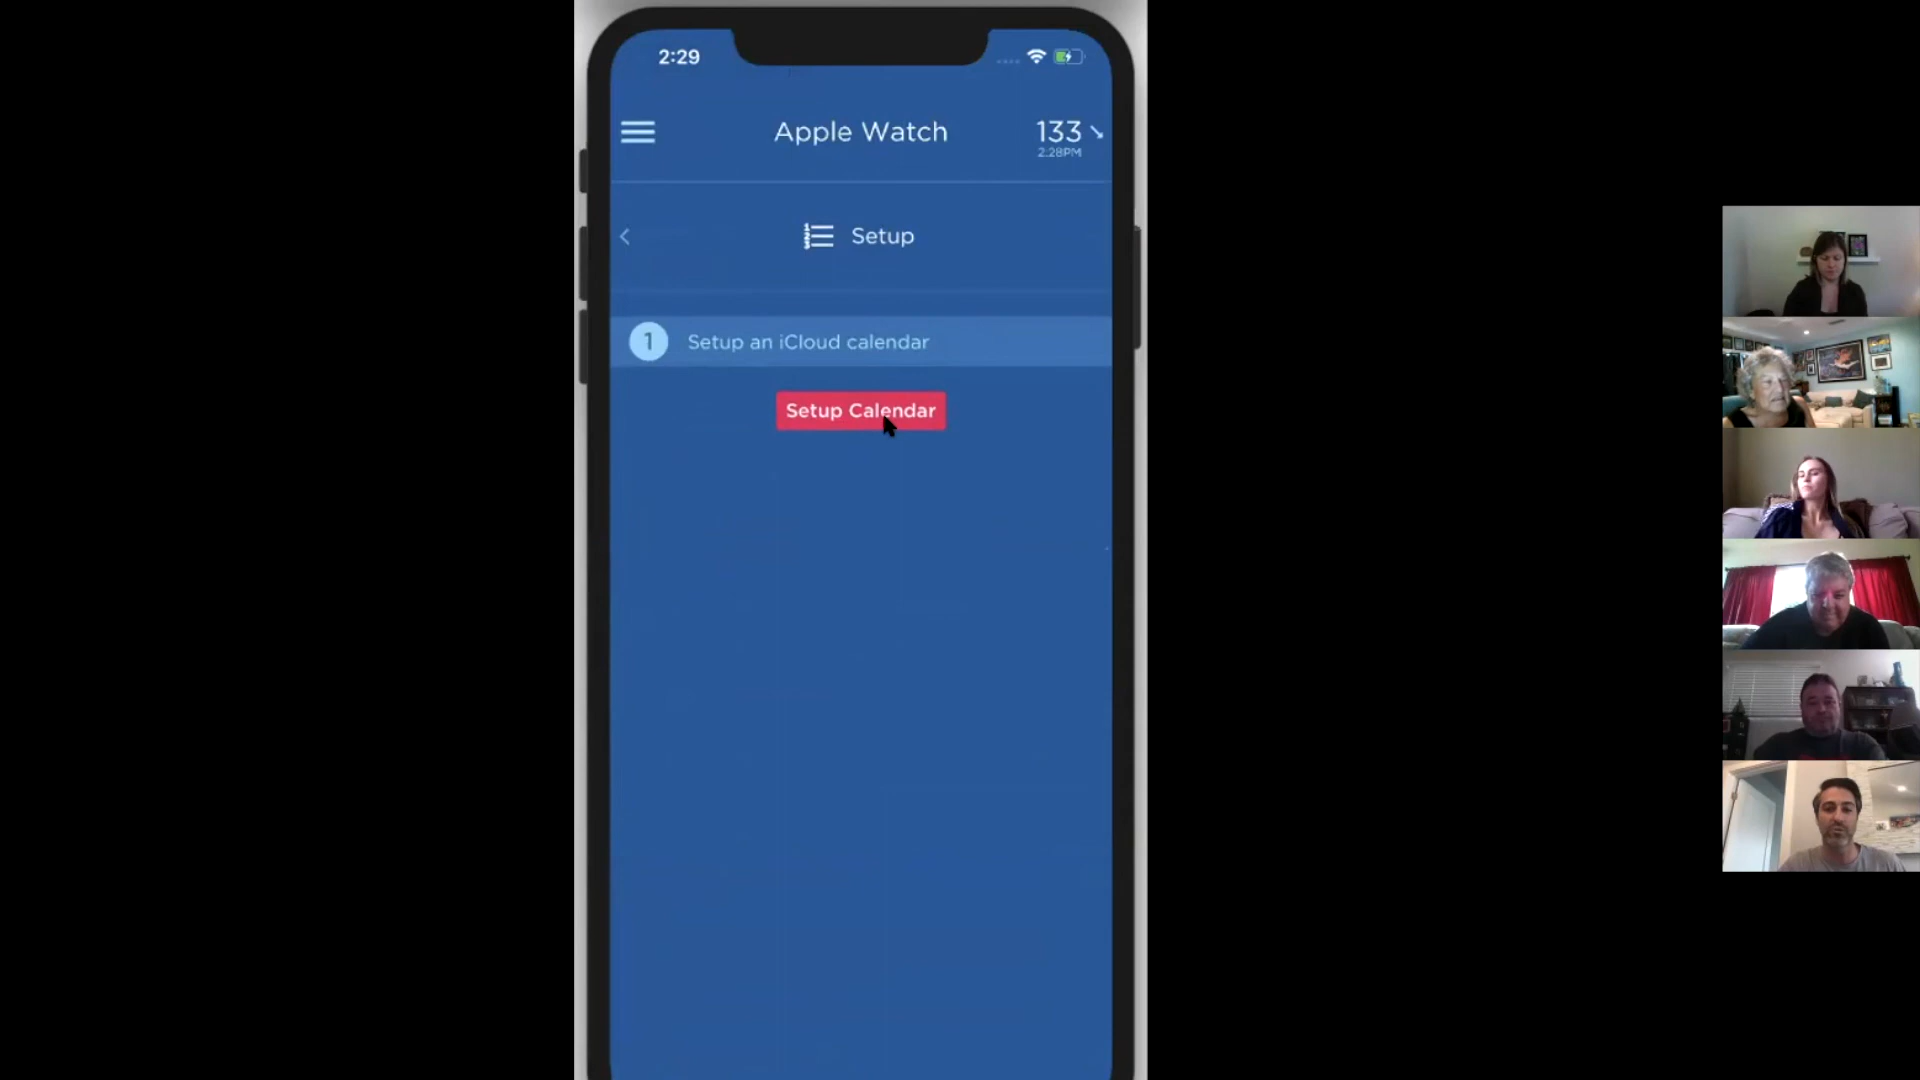 2:29
Apple Watch
133
2:28PM
Setup
1
Setup an iCloud calendar
Setup Calendar